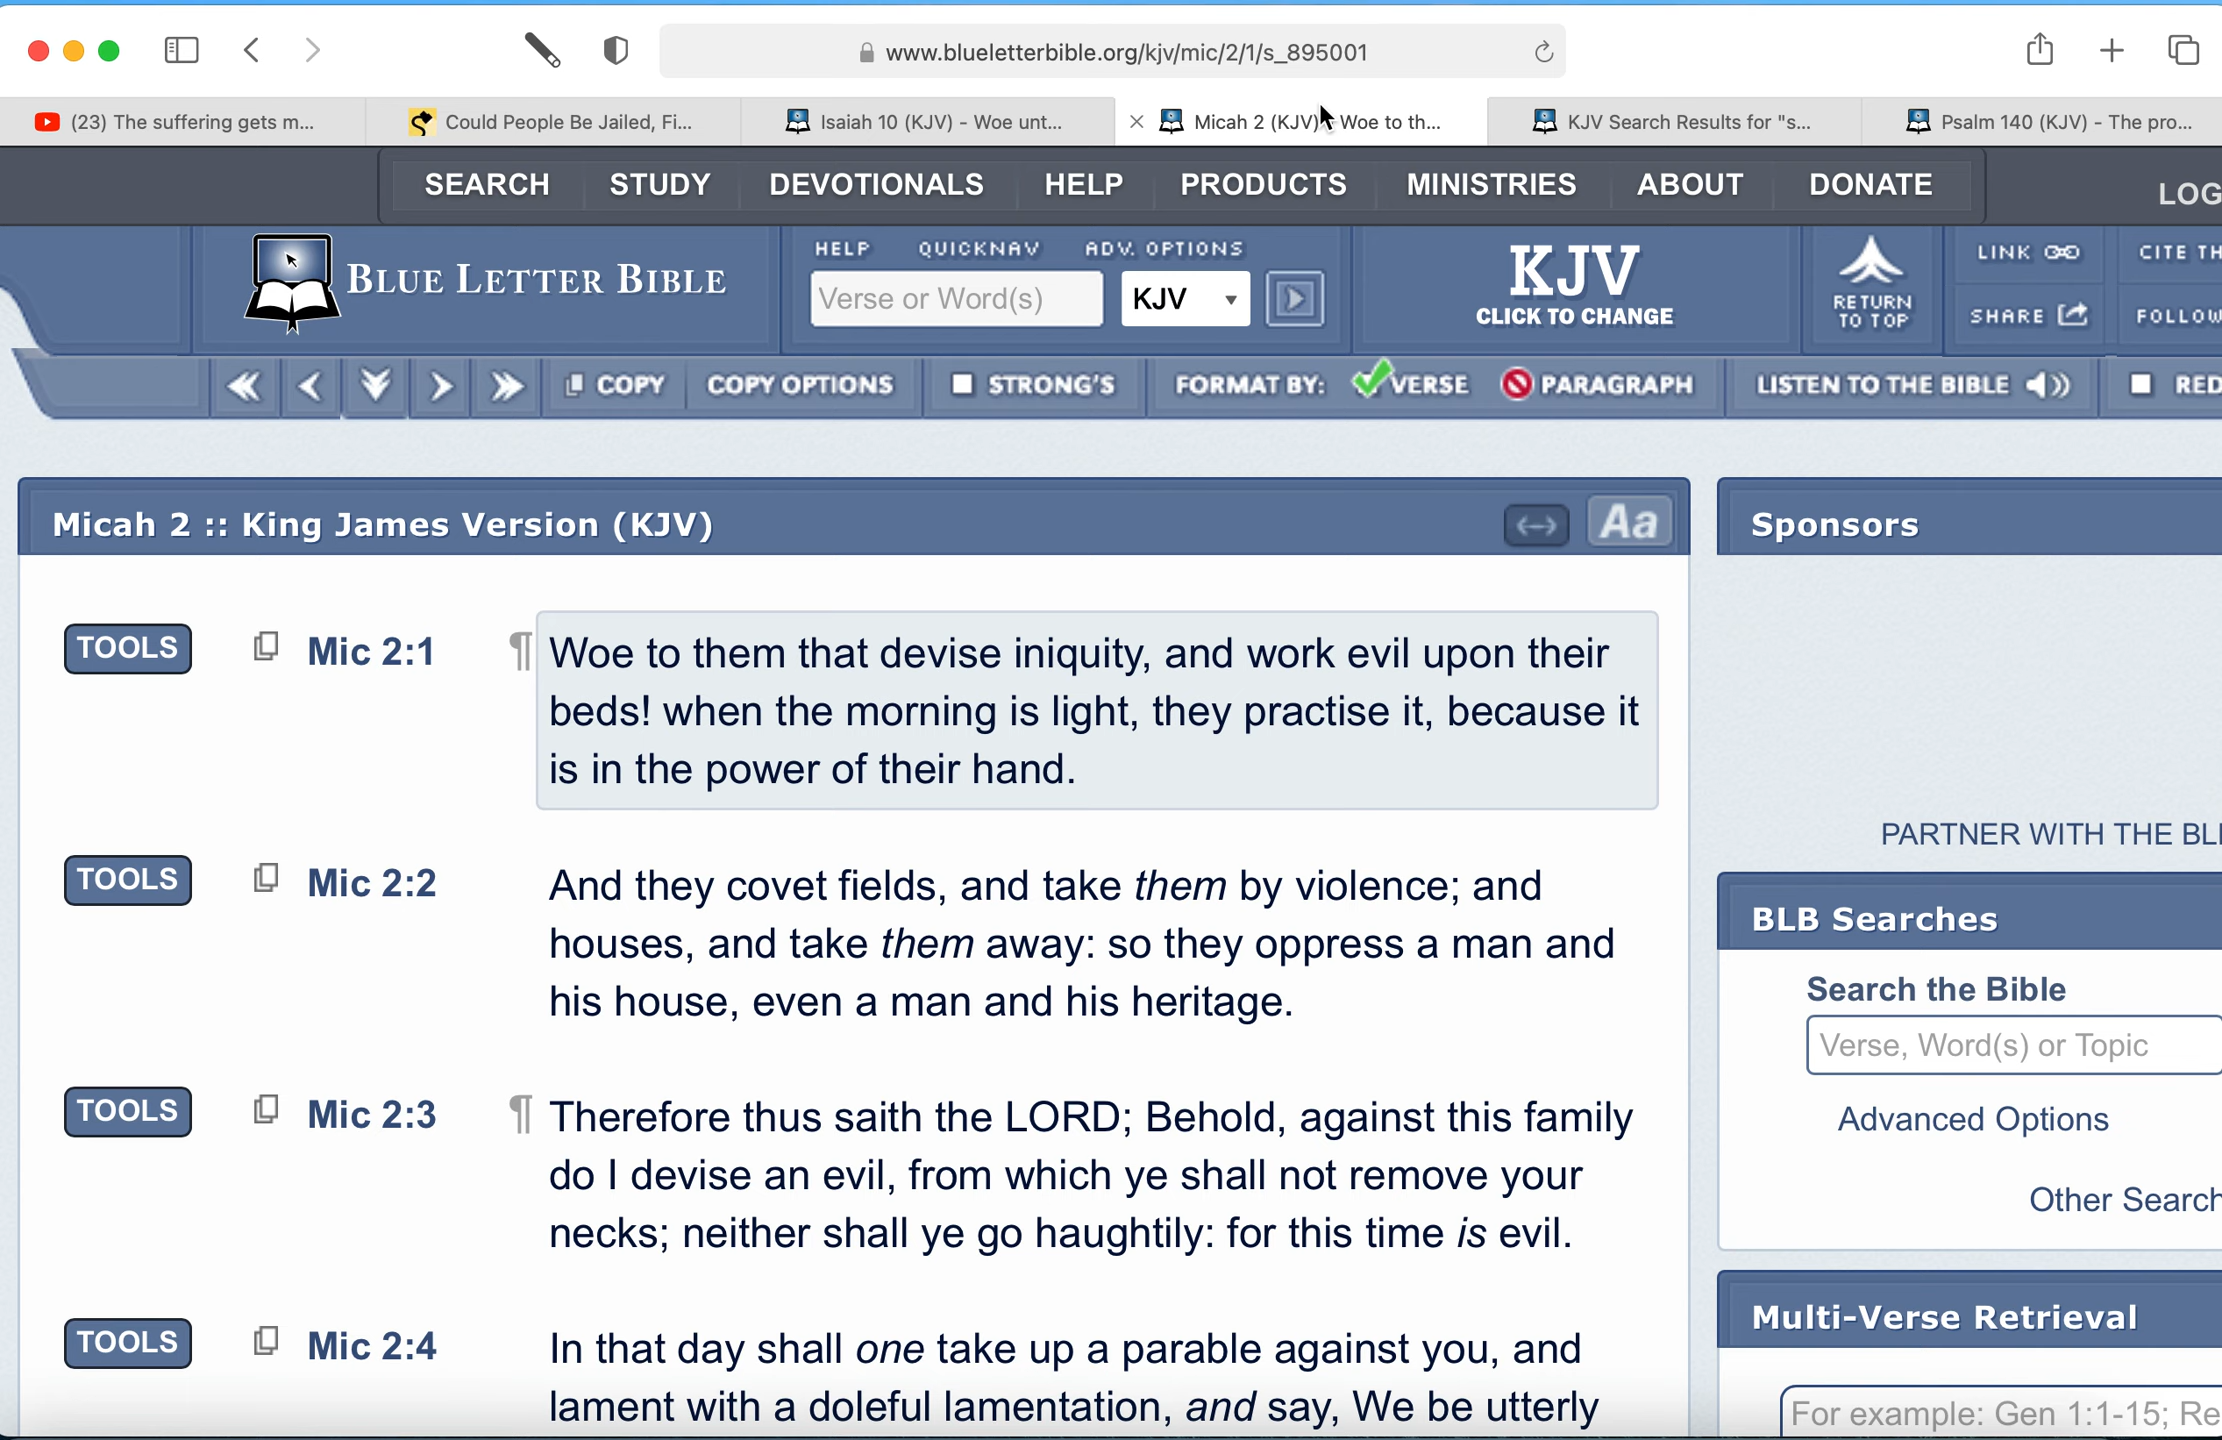 www.blueletterbible.org/kjv/mic/2/1/s_895001
(23) The suffering gets m...
Could People Be Jailed, Fi...
Isaiah 10 (KJV) - Woe unt...
Micah 2 (KJV) - Woe to th...
KJV Search Results for "s...
Psalm 140 (KJV) - The pro...
SEARCH STUDY DEVOTIONALS HELP PRODUCTS MINISTRIES ABOUT DONATE
LOG
BLUE LETTER BIBLE
HELP QUICKNAV ADV. OPTIONS
Verse or Word(s)
KJV
KJV
CLICK TO CHANGE
RETURN
TO TOP
LINK
SHARE
CITE TH
FOLLOW
COPY COPY OPTIONS STRONG'S FORMAT BY: VERSE PARAGRAPH LISTEN TO THE BIBLE RED
Micah 2 :: King James Version (KJV)
Aa
TOOLS Mic 2:1 ¶ Woe to them that devise iniquity, and work evil upon their
beds! when the morning is light, they practise it, because it
is in the power of their hand.
TOOLS Mic 2:2 And they covet fields, and take them by violence; and
houses, and take them away: so they oppress a man and
his house, even a man and his heritage.
TOOLS Mic 2:3 ¶ Therefore thus saith the LORD; Behold, against this family
do I devise an evil, from which ye shall not remove your
necks; neither shall ye go haughtily: for this time is evil.
TOOLS Mic 2:4 In that day shall one take up a parable against you, and
lament with a doleful lamentation, and say, We be utterly
Sponsors
PARTNER WITH THE BL
BLB Searches
Search the Bible
Verse, Word(s) or Topic
Advanced Options
Other Search
Multi-Verse Retrieval
For example: Gen 1:1-15; Re